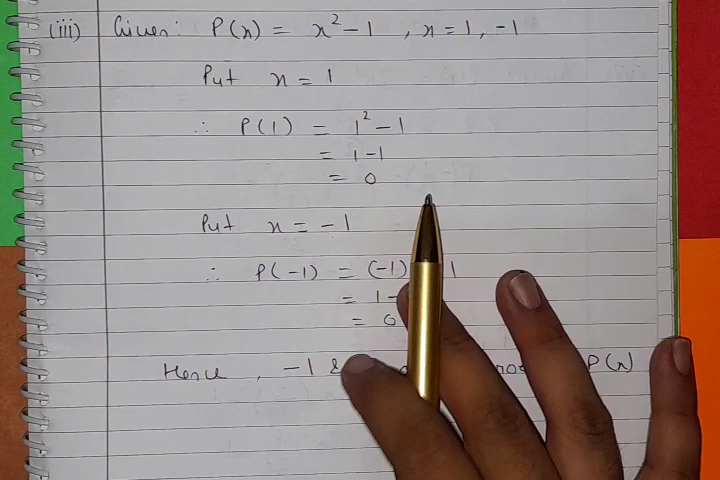 (iii) Given: P(x) = x² - 1 , x = 1, -1
Put x = 1
∴ P(1) = 1² - 1
= 1 - 1
= 0
Put x = -1
∴ P(-1) = (-1) 1
= 1 -
= 0
Hence , -1 & P(x)